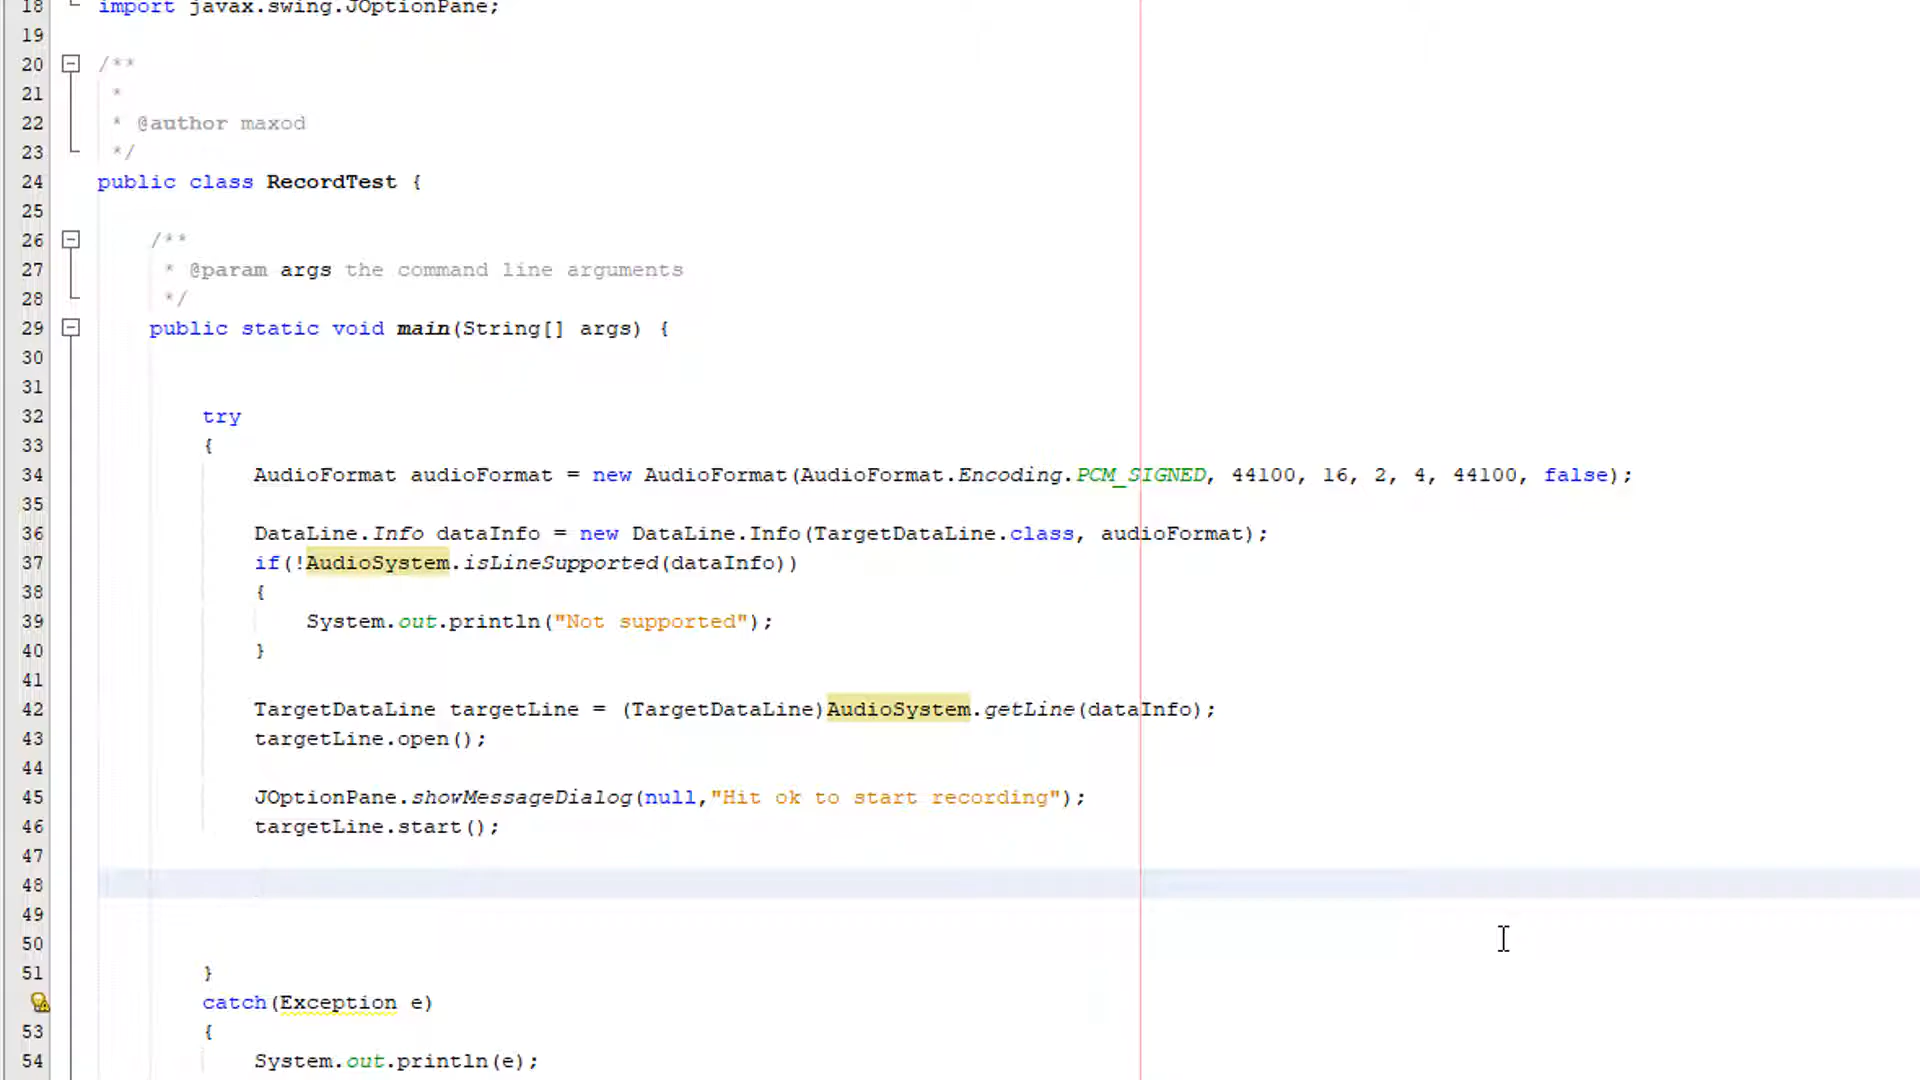 18 import javax.swing.JOptionPane;
19
20 /**
21 *
22 * @author maxod
23 */
24 public class RecordTest {
25
26 /**
27 * @param args the command line arguments
28 */
29 public static void main(String[] args) {
30
31
32 try
33 {
34 AudioFormat audioFormat = new AudioFormat(AudioFormat.Encoding.PCM_SIGNED, 44100, 16, 2, 4, 44100, false);
35
36 DataLine.Info dataInfo = new DataLine.Info(TargetDataLine.class, audioFormat);
37 if(!AudioSystem.isLineSupported(dataInfo))
38 {
39 System.out.println("Not supported");
40 }
41
42 TargetDataLine targetLine = (TargetDataLine)AudioSystem.getLine(dataInfo);
43 targetLine.open();
44
45 JOptionPane.showMessageDialog(null,"Hit ok to start recording");
46 targetLine.start();
47
48
49
50
51 }
catch(Exception e)
53 {
54 System.out.println(e);